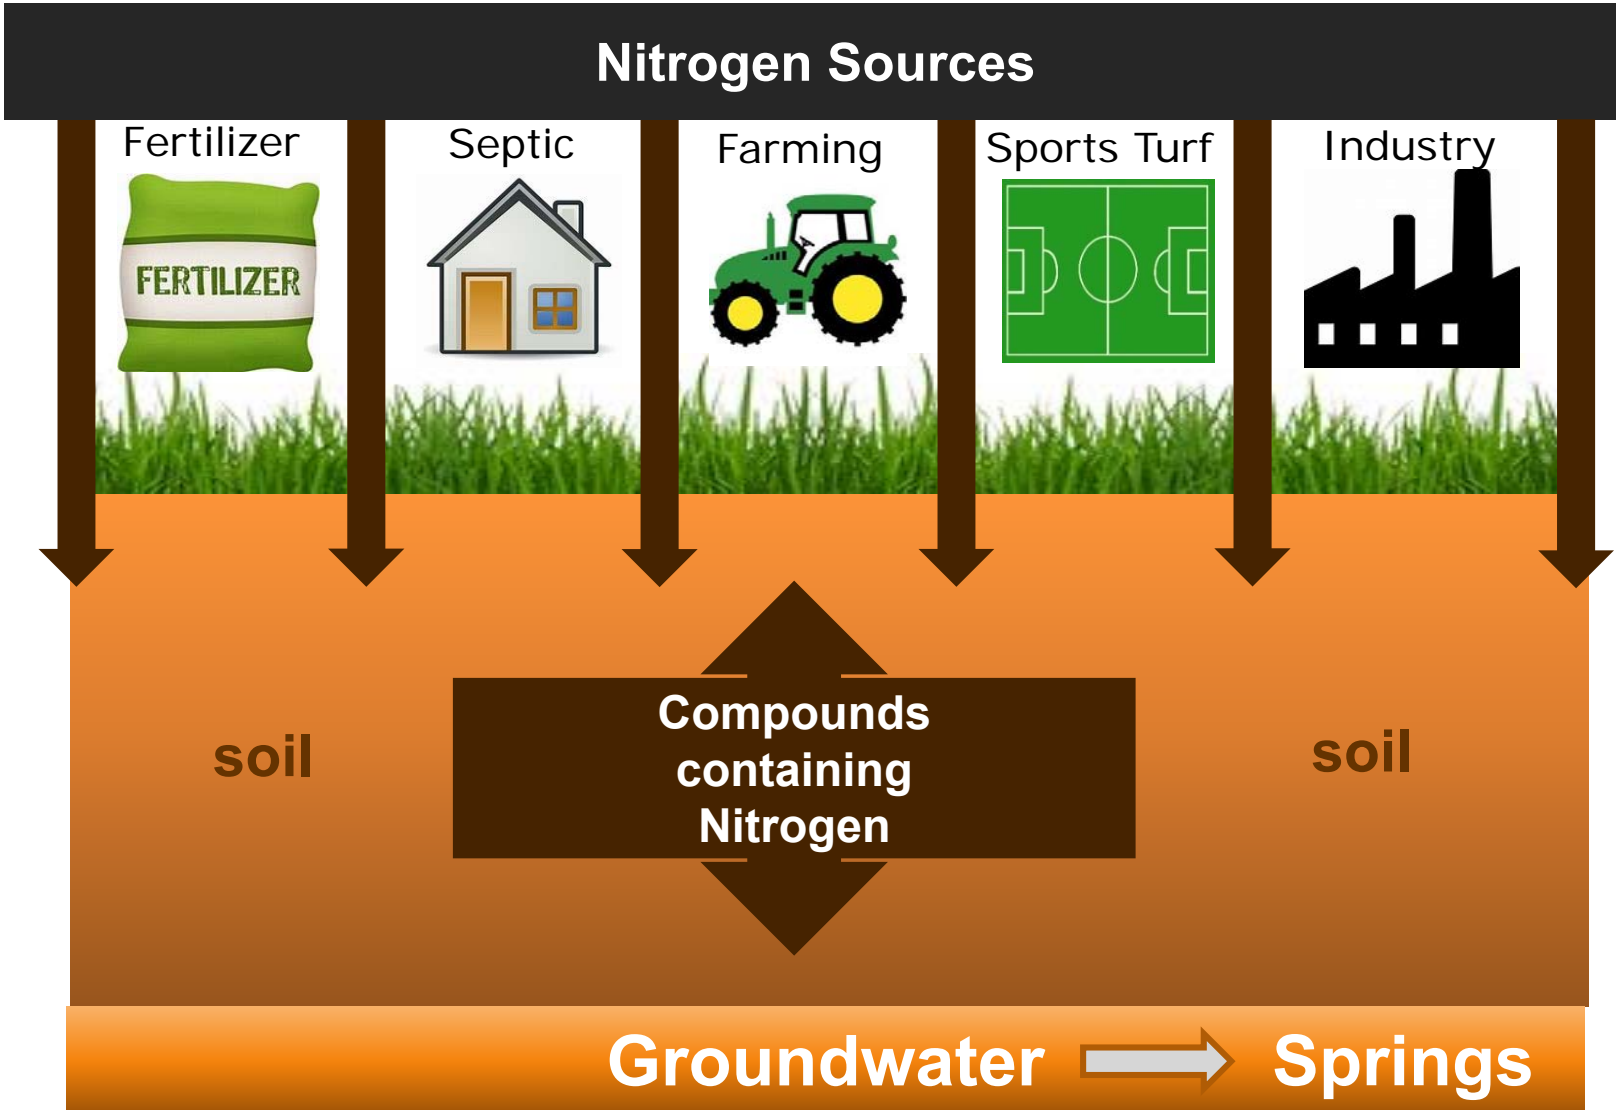 Nitrogen Sources
Fertilizer
Septic
Farming
Sports Turf
Industry
FERTILIZER
Compounds
containing
Nitrogen
soil
soil
Groundwater
Springs